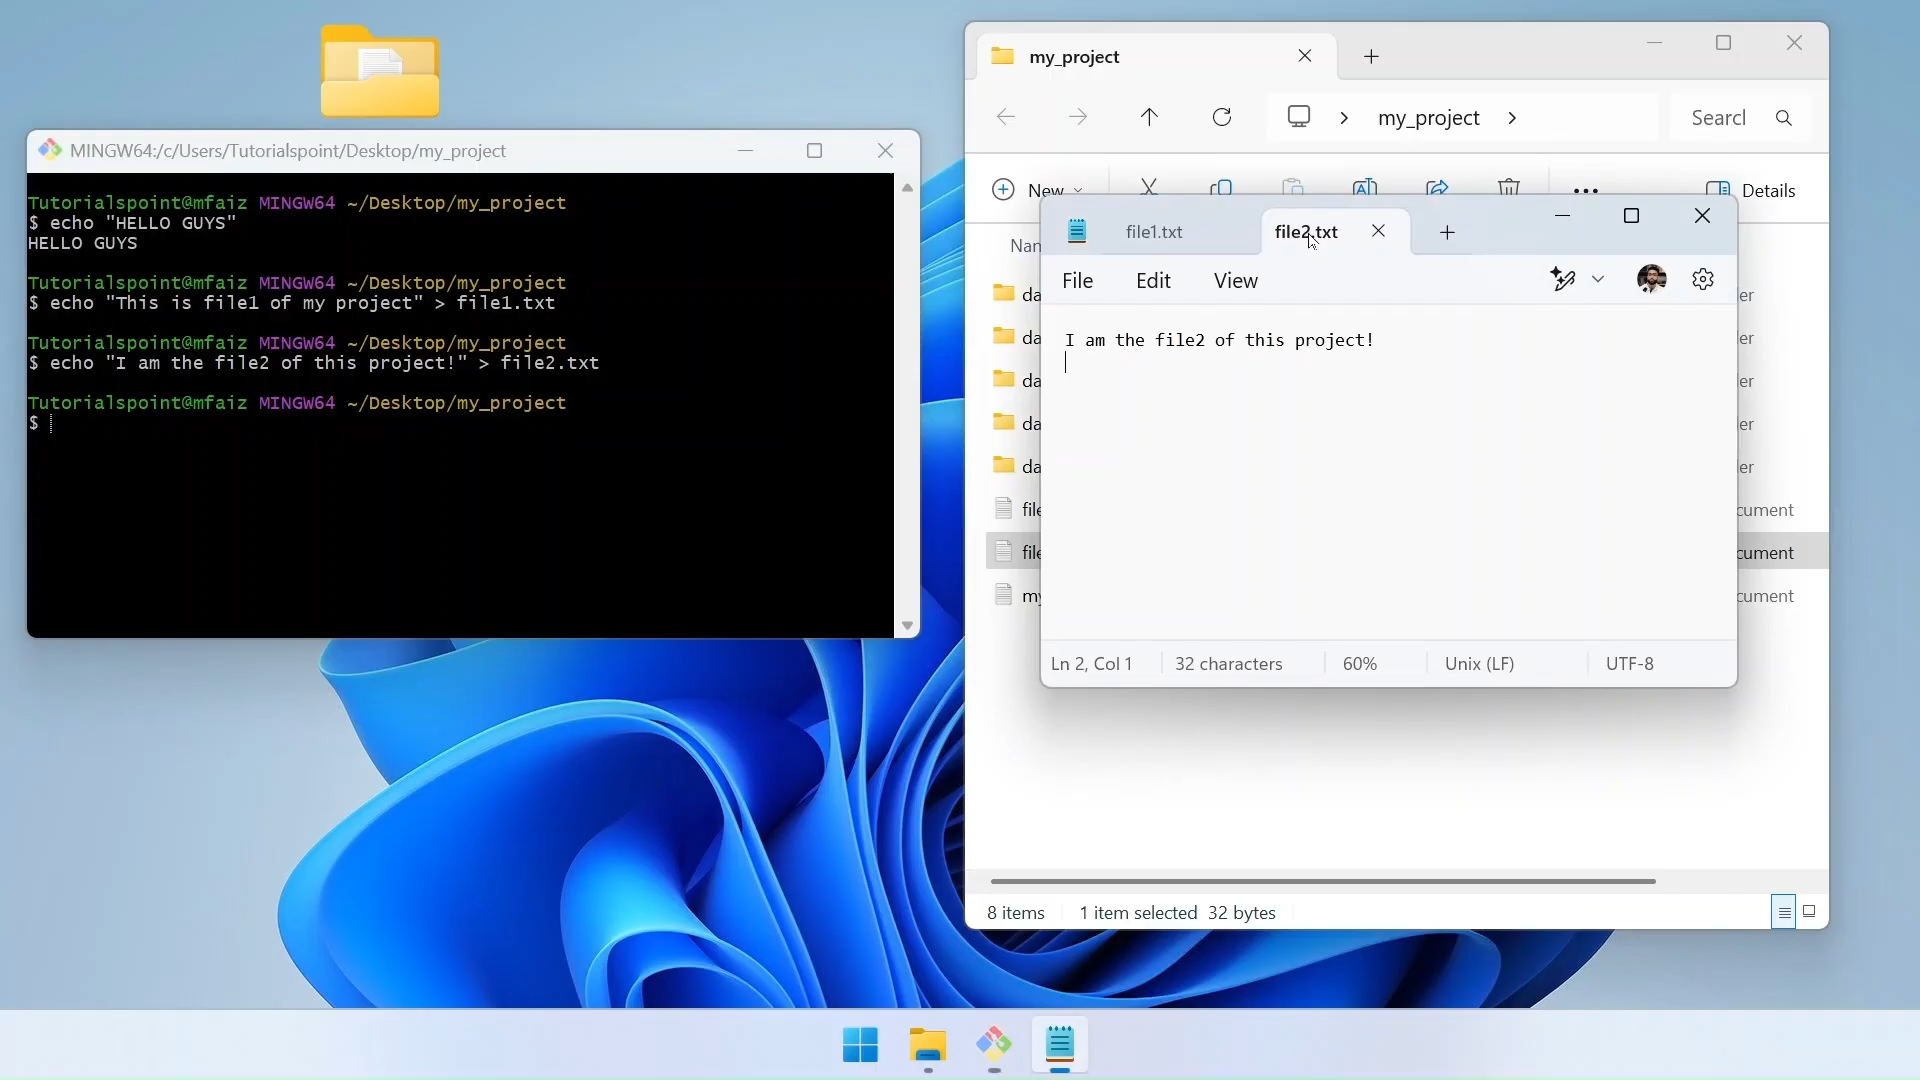 MINGW64:/c/Users/Tutorialspoint/Desktop/my_project
Tutorialspoint@mfaiz MINGW64 ~/Desktop/my_project
$ echo "HELLO GUYS"
HELLO GUYS
Tutorialspoint@mfaiz MINGW64 ~/Desktop/my_project
$ echo "This is file1 of my project" > file1.txt
Tutorialspoint@mfaiz MINGW64 ~/Desktop/my_project
$ echo "I am the file2 of this project!" > file2.txt
Tutorialspoint@mfaiz MINGW64 ~/Desktop/my_project
$
my_project
my_project
Search
New
Details
file1.txt
file2.txt
File Edit View
I am the file2 of this project!
Ln 2, Col 1 32 characters 60% Unix (LF) UTF-8
8 items 1 item selected 32 bytes